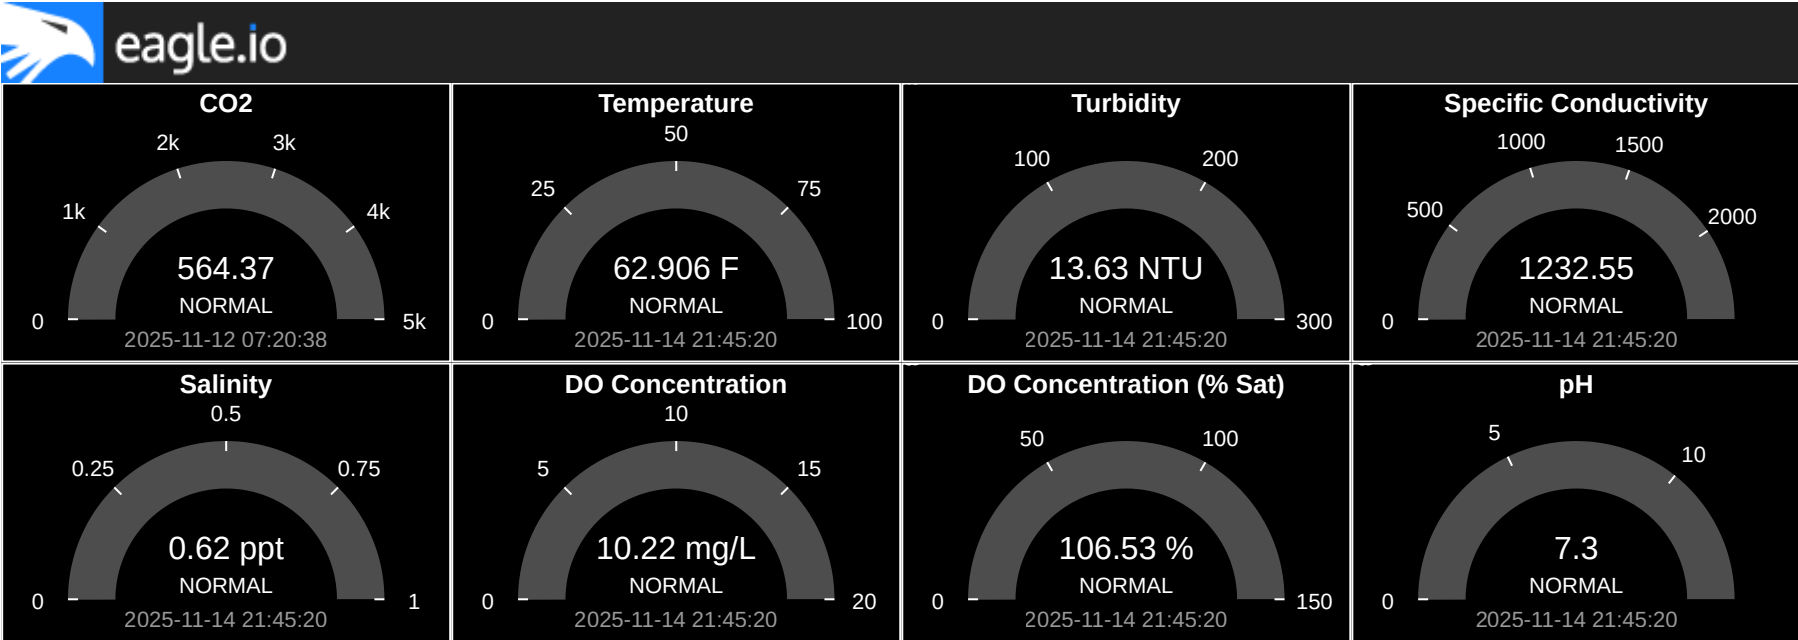 eagle.io
CO2
2k
3k
1k
4k
564.37
NORMAL
0
5k
2025-11-12 07:20:38
Temperature
50
25
75
62.906 F
NORMAL
0
100
2025-11-14 21:45:20
Turbidity
100
200
13.63 NTU
NORMAL
0
300
2025-11-14 21:45:20
Specific Conductivity
1000
1500
500
2000
1232.55
NORMAL
0
2025-11-14 21:45:20
Salinity
0.5
0.25
0.75
0.62 ppt
NORMAL
0
1
2025-11-14 21:45:20
DO Concentration
10
5
15
10.22 mg/L
NORMAL
0
20
2025-11-14 21:45:20
DO Concentration (% Sat)
50
100
106.53 %
NORMAL
0
150
2025-11-14 21:45:20
pH
5
10
7.3
NORMAL
0
2025-11-14 21:45:20